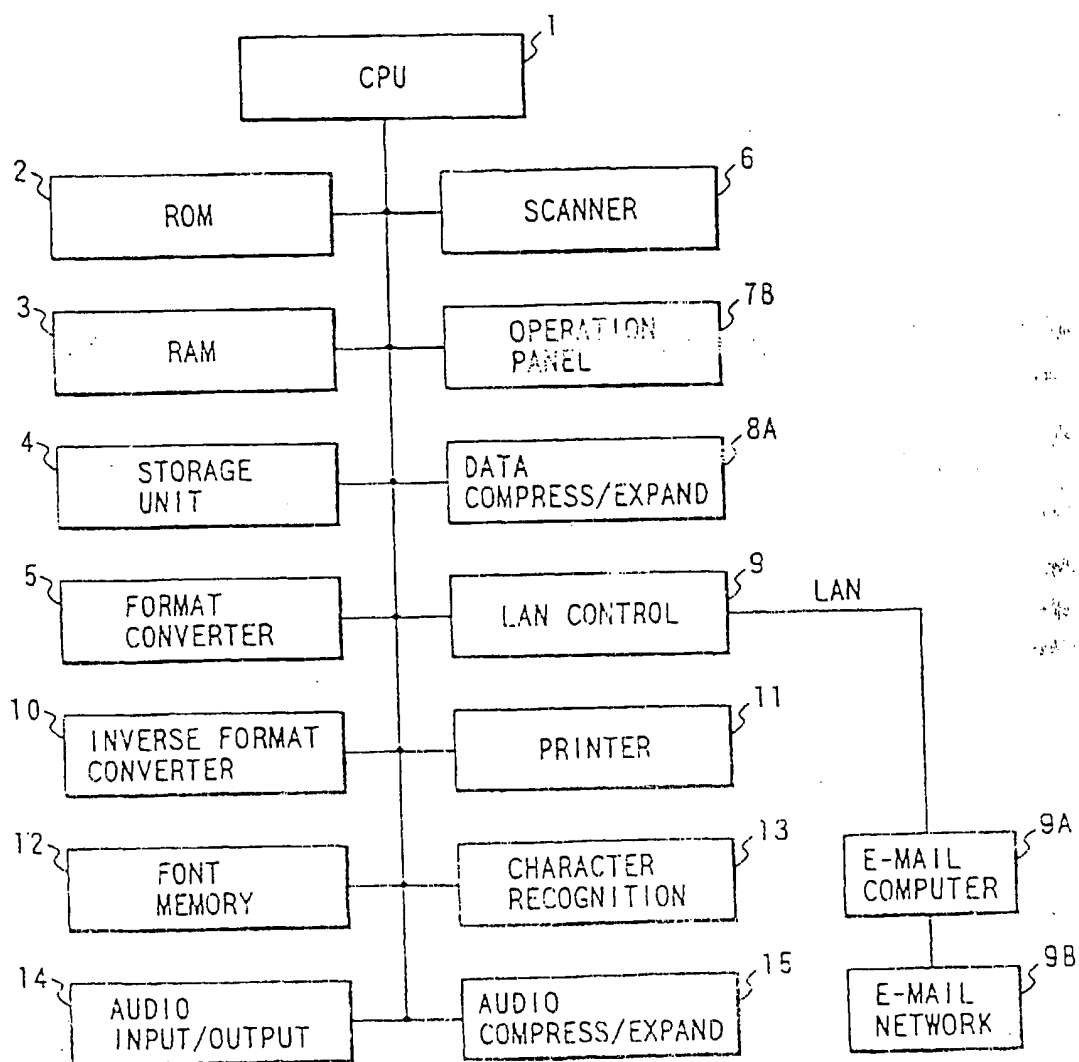 1
CPU
2
ROM
6
SCANNER
3
RAM
7B
OPERATION
PANEL
4
STORAGE
UNIT
8A
DATA
COMPRESS/EXPAND
5
FORMAT
CONVERTER
9
LAN CONTROL
LAN
10
INVERSE FORMAT
CONVERTER
11
PRINTER
12
FONT
MEMORY
13
CHARACTER
RECOGNITION
9A
E-MAIL
COMPUTER
14
AUDIO
INPUT/OUTPUT
15
AUDIO
COMPRESS/EXPAND
9B
E-MAIL
NETWORK